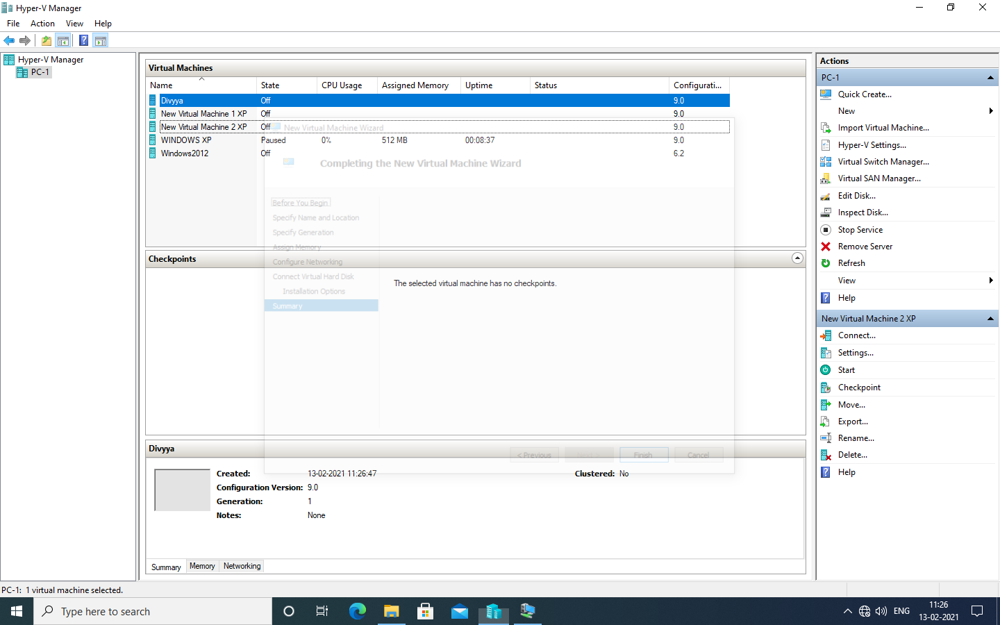 Hyper-V Manager
File Action View Help
Hyper-V Manager
PC-1
Virtual Machines
Name State CPU Usage Assigned Memory Uptime Status Configurati...
Divyya Off 9.0
New Virtual Machine 1 XP Off 9.0
New Virtual Machine 2 XP Off 9.0
WINDOWS XP Paused 0% 512 MB 00:08:37 9.0
Windows2012 Off 6.2
New Virtual Machine Wizard
Completing the New Virtual Machine Wizard
Before You Begin
Specify Name and Location
Specify Generation
Assign Memory
Configure Networking
Connect Virtual Hard Disk
Installation Options
Summary
< Previous Finish Cancel
Checkpoints
The selected virtual machine has no checkpoints.
Divyya
Created: 13-02-2021 11:26:47 Clustered: No
Configuration Version: 9.0
Generation: 1
Notes: None
Summary Memory Networking
Actions
PC-1
Quick Create...
New
Import Virtual Machine...
Hyper-V Settings...
Virtual Switch Manager...
Virtual SAN Manager...
Edit Disk...
Inspect Disk...
Stop Service
Remove Server
Refresh
View
Help
New Virtual Machine 2 XP
Connect...
Settings...
Start
Checkpoint
Move...
Export...
Rename...
Delete...
Help
PC-1: 1 virtual machine selected.
Type here to search
ENG
11:26
13-02-2021